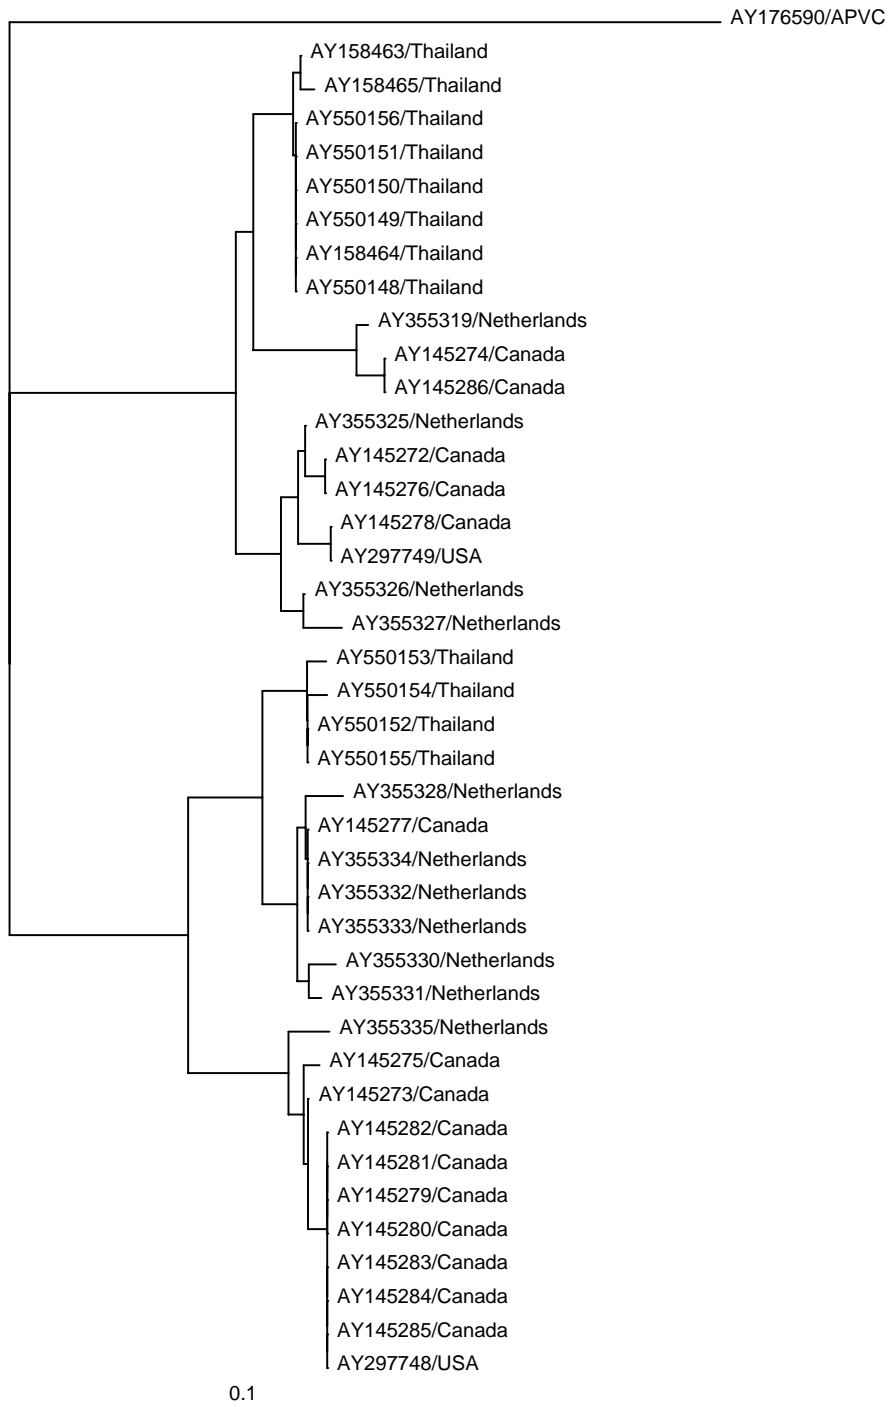 AY176590/APVC
AY158463/Thailand
AY158465/Thailand
AY550156/Thailand
AY550151/Thailand
AY550150/Thailand
AY550149/Thailand
AY158464/Thailand
AY550148/Thailand
AY355319/Netherlands
AY145274/Canada
AY145286/Canada
AY355325/Netherlands
AY145272/Canada
AY145276/Canada
AY145278/Canada
AY297749/USA
AY355326/Netherlands
AY355327/Netherlands
AY550153/Thailand
AY550154/Thailand
AY550152/Thailand
AY550155/Thailand
AY355328/Netherlands
AY145277/Canada
AY355334/Netherlands
AY355332/Netherlands
AY355333/Netherlands
AY355330/Netherlands
AY355331/Netherlands
AY355335/Netherlands
AY145275/Canada
AY145273/Canada
AY145282/Canada
AY145281/Canada
AY145279/Canada
AY145280/Canada
AY145283/Canada
AY145284/Canada
AY145285/Canada
AY297748/USA
0.1